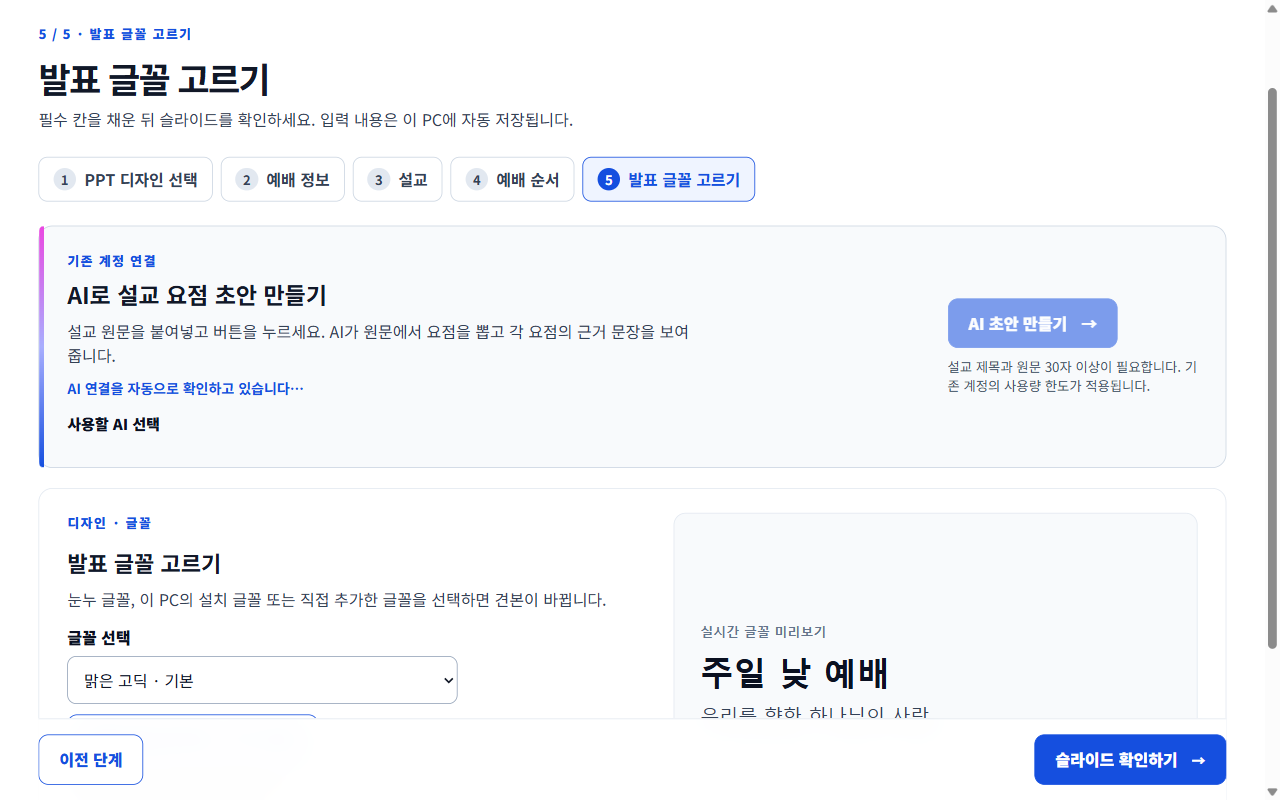 5 / 5 · 발표 글꼴 고르기
발표 글꼴 고르기
필수 칸을 채운 뒤 슬라이드를 확인하세요. 입력 내용은 이 PC에 자동 저장됩니다.
1 PPT 디자인 선택
2 예배 정보
3 설교
4 예배 순서
5 발표 글꼴 고르기
기존 계정 연결
AI로 설교 요점 초안 만들기
설교 원문을 붙여넣고 버튼을 누르세요. AI가 원문에서 요점을 뽑고 각 요점의 근거 문장을 보여
줍니다.
AI 연결을 자동으로 확인하고 있습니다…
사용할 AI 선택
AI 초안 만들기 →
설교 제목과 원문 30자 이상이 필요합니다. 기
존 계정의 사용량 한도가 적용됩니다.
디자인 · 글꼴
발표 글꼴 고르기
눈누 글꼴, 이 PC의 설치 글꼴 또는 직접 추가한 글꼴을 선택하면 견본이 바뀝니다.
글꼴 선택
맑은 고딕 · 기본
실시간 글꼴 미리보기
주일 낮 예배
우리를 향한 하나님의 사랑
이전 단계
슬라이드 확인하기 →